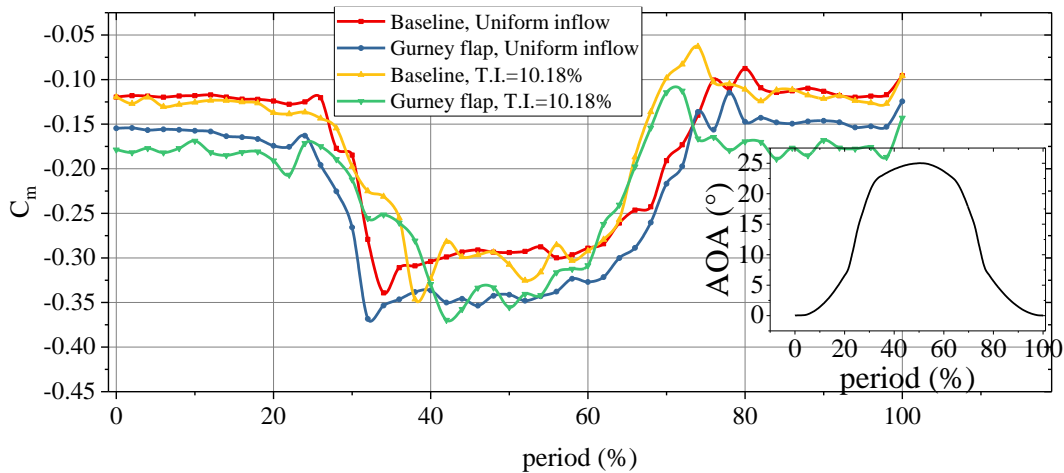 Baseline, Uniform inflow
Gurney flap, Uniform inflow
Baseline, T.I.=10.18%
Gurney flap, T.I.=10.18%
-0.05
-0.10
-0.15
-0.20
-0.25
-0.30
-0.35
-0.40
-0.45
Cm
0 20 40 60 80 100
period (%)
25
20
15
10
5
0
AOA (°)
0 20 40 60 80 100
period (%)